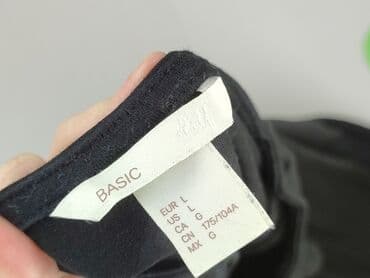 H&M
BASIC
EUR L
US L
CA G
CN 175/104A
MX G